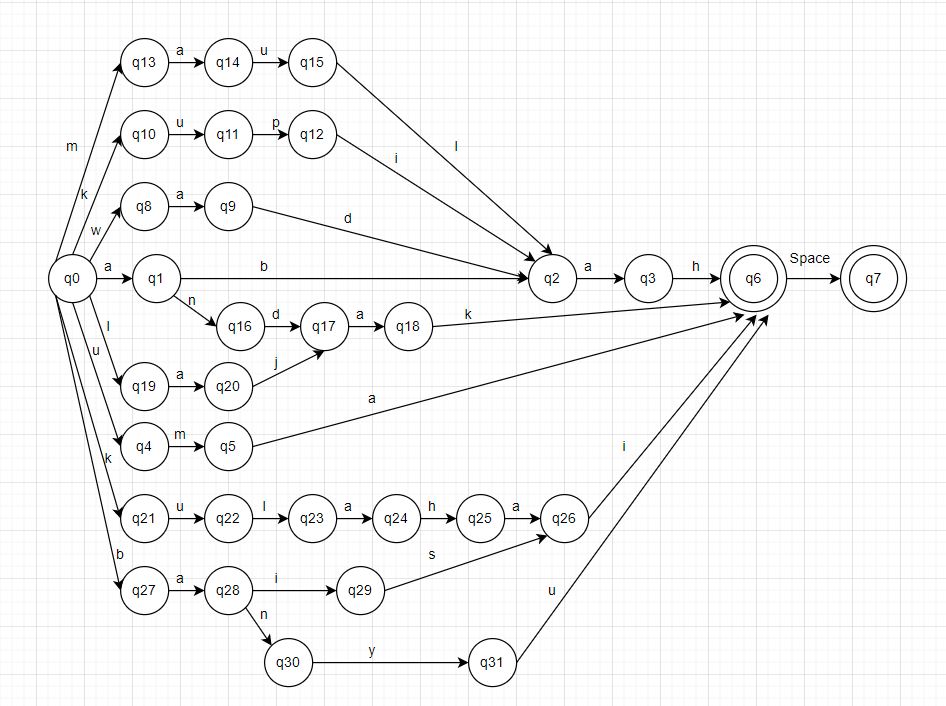 a u
q13 q14 q15
m l
u p
q10 q11 q12
k i
a
q8 q9
w d
a b a h Space
q0 q1 q2 q3 q6 q7
n d a k
q16 q17 q18
l
u a j
q19 q20
a
m
q4 q5
k i
u l a h a
q21 q22 q23 q24 q25 q26
b s
a i u
q27 q28 q29
n
y
q30 q31